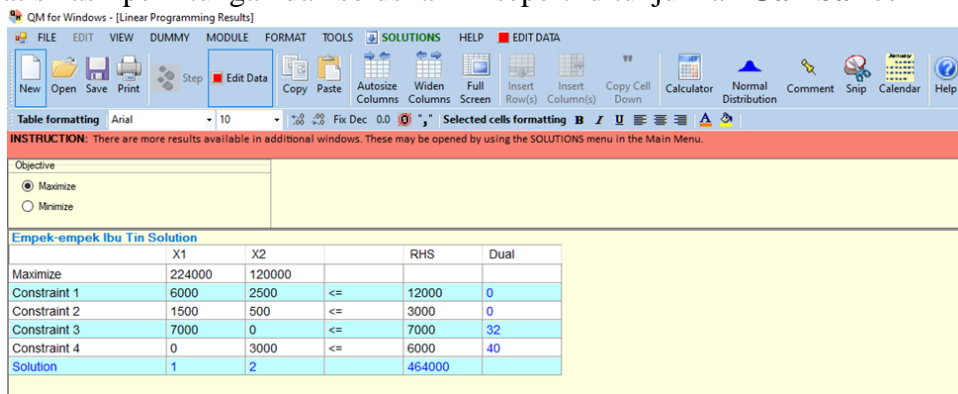 QM for Windows - [Linear Programming Results]
FILE EDIT VIEW DUMMY MODULE FORMAT TOOLS SOLUTIONS HELP EDIT DATA
New Open Save Print Step Edit Data Copy Paste Autosize Columns Widen Columns Full Screen Insert Row(s) Insert Column(s) Copy Cell Down Calculator Normal Distribution Comment Snip Calendar Help
Table formatting Arial 10 Fix Dec 0.0 "," Selected cells formatting B I U A
INSTRUCTION: There are more results available in additional windows. These may be opened by using the SOLUTIONS menu in the Main Menu.
Objective
Maximize
Minimize
Empek-empek Ibu Tin Solution
X1 X2 RHS Dual
Maximize 224000 120000
Constraint 1 6000 2500 <= 12000 0
Constraint 2 1500 500 <= 3000 0
Constraint 3 7000 0 <= 7000 32
Constraint 4 0 3000 <= 6000 40
Solution 1 2 464000